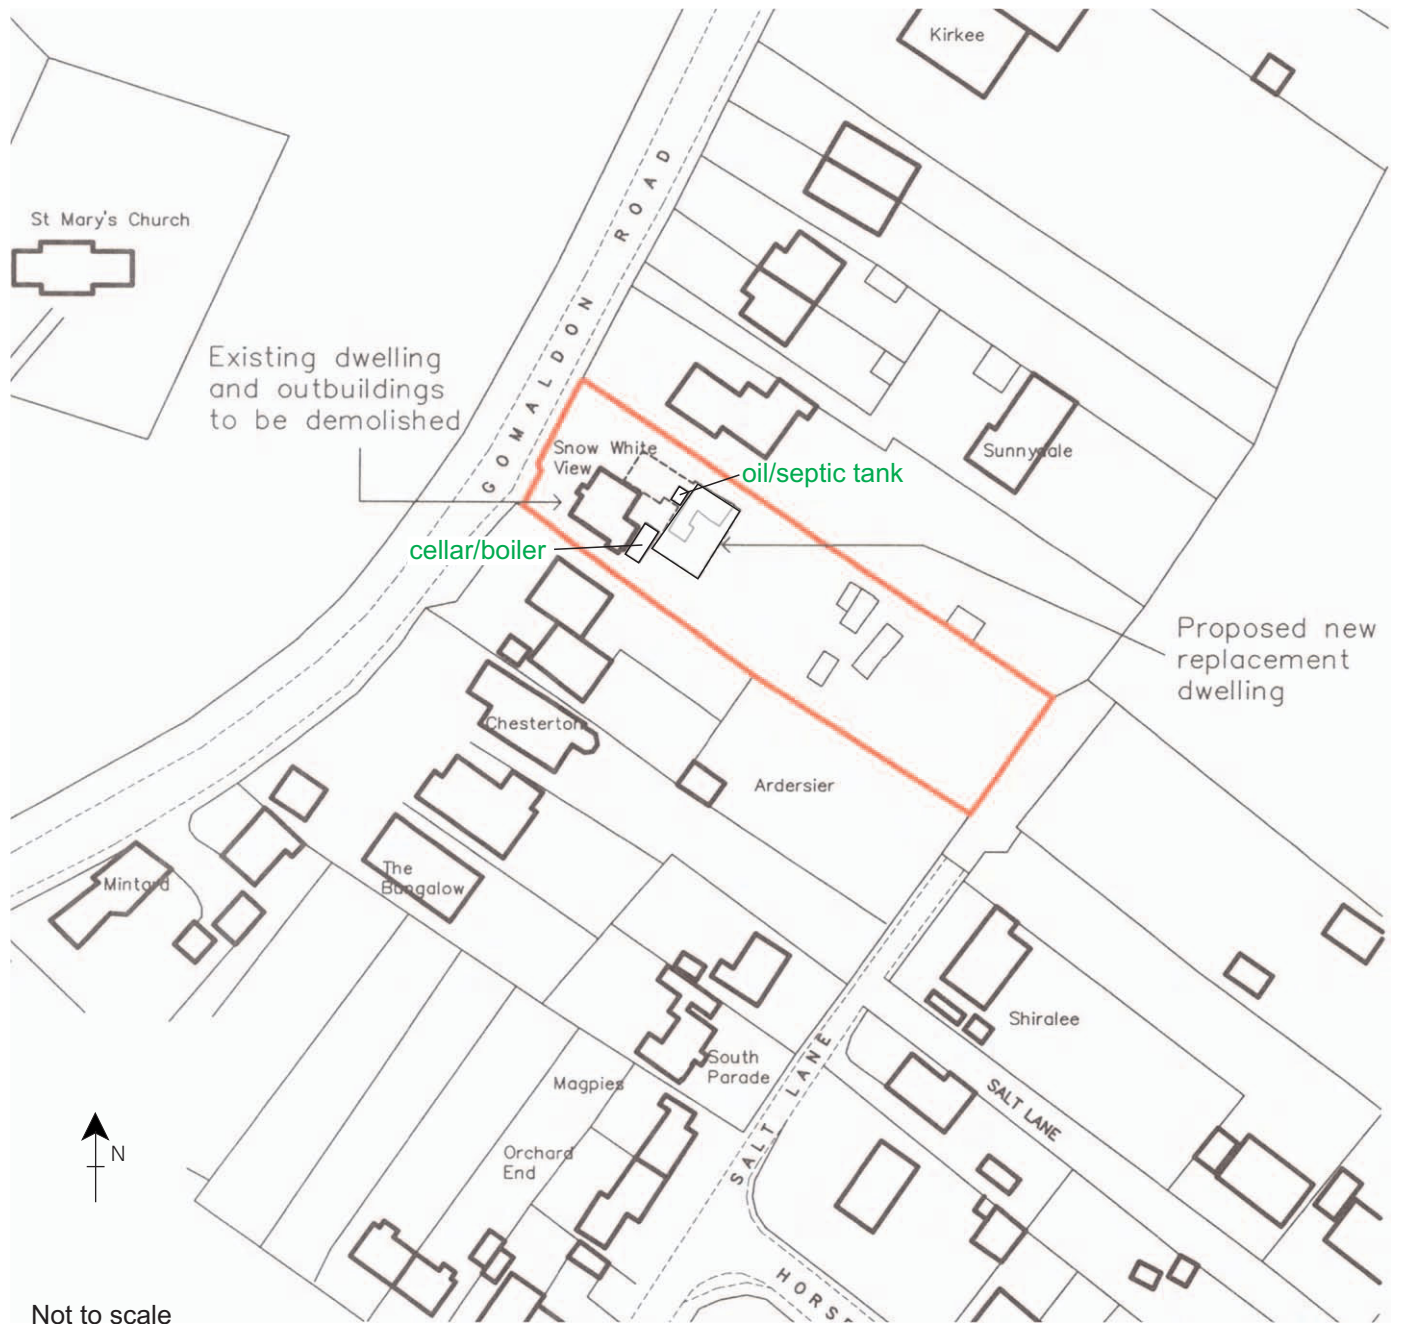 Kirkee
St Mary's Church
GOMALDON ROAD
Existing dwelling
and outbuildings
to be demolished
Snow White
View
Sunnydale
oil/septic tank
cellar/boiler
Proposed new
replacement
dwelling
Chesterton
Ardersier
The
Bungalow
Mintard
Shiralee
South
Parade
Magpies
SALT LANE
SALT LANE
Orchard
End
N
HORSE
Not to scale